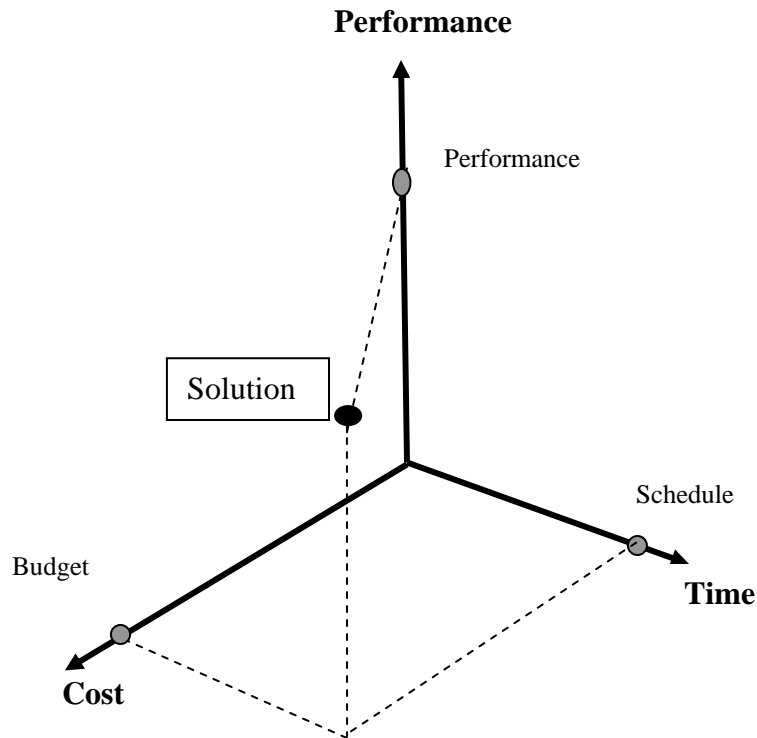 Performance
Performance
Solution
Schedule
Budget
Time
Cost